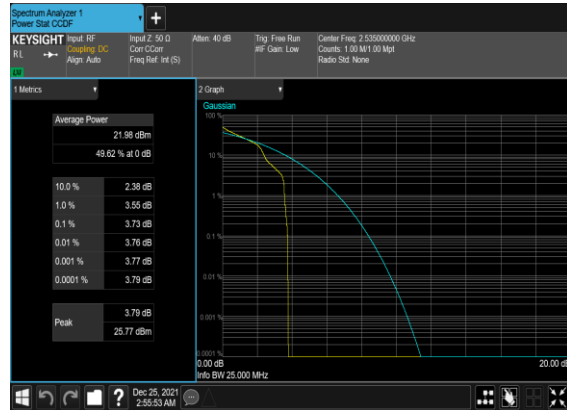 Spectrum Analyzer 1
Power Stat CCDF
KEYSIGHT
RL
Input: RF
Coupling: DC
Align: Auto
Input Z: 50 Ω
Corr CCorr
Freq Ref: Int (S)
Atten: 40 dB
Trig: Free Run
#IF Gain: Low
Center Freq: 2.535000000 GHz
Counts: 1.00 M/1.00 Mpt
Radio Std: None
1 Metrics
Average Power
21.98 dBm
49.62 % at 0 dB
10.0 % 2.38 dB
1.0 % 3.55 dB
0.1 % 3.73 dB
0.01 % 3.76 dB
0.001 % 3.77 dB
0.0001 % 3.79 dB
Peak
3.79 dB
25.77 dBm
2 Graph
Gaussian
100 %
10 %
1 %
0.1 %
0.01 %
0.001 %
0.0001 %
0.00 dB
20.00 dB
Info BW 25.000 MHz
Dec 25, 2021
2:55:53 AM